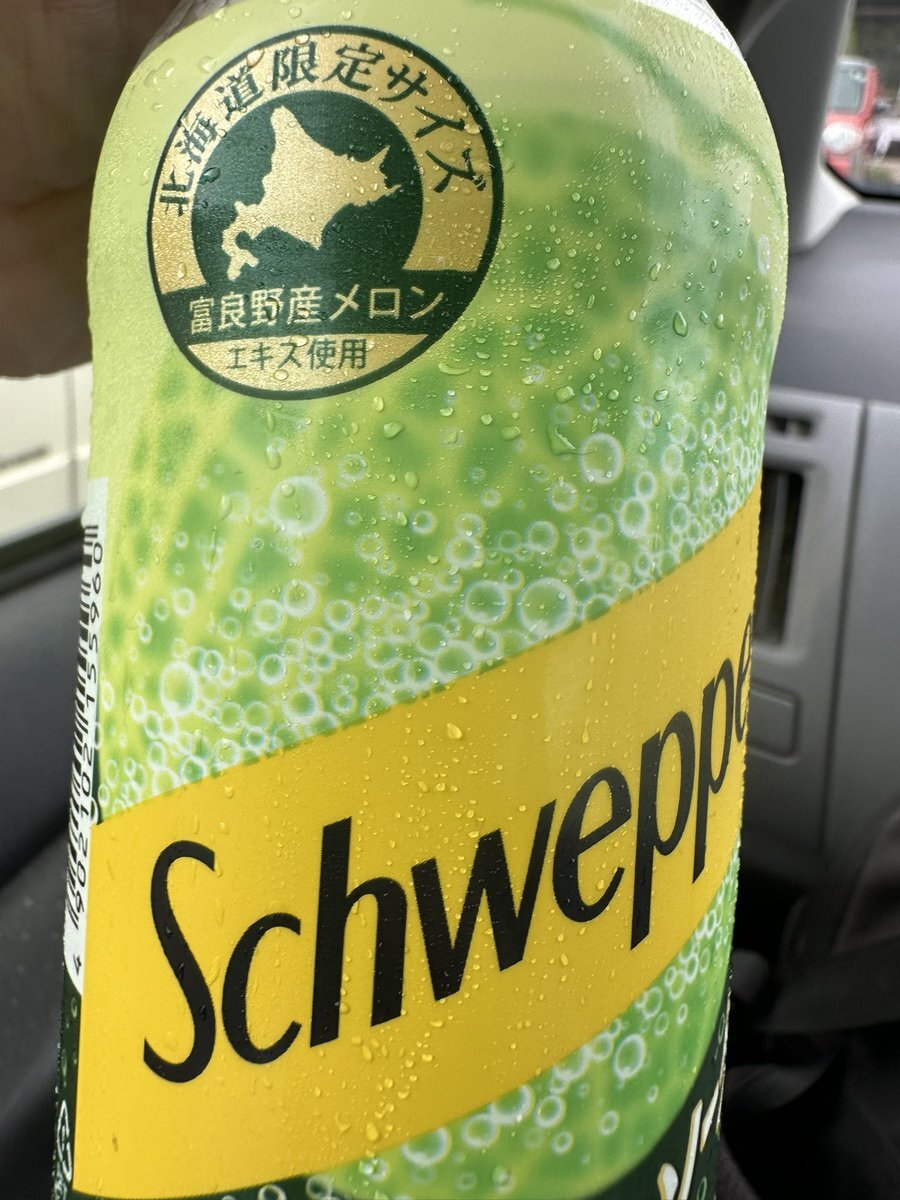 北海道限定サイズ
富良野産メロン
エキス使用
Schweppe